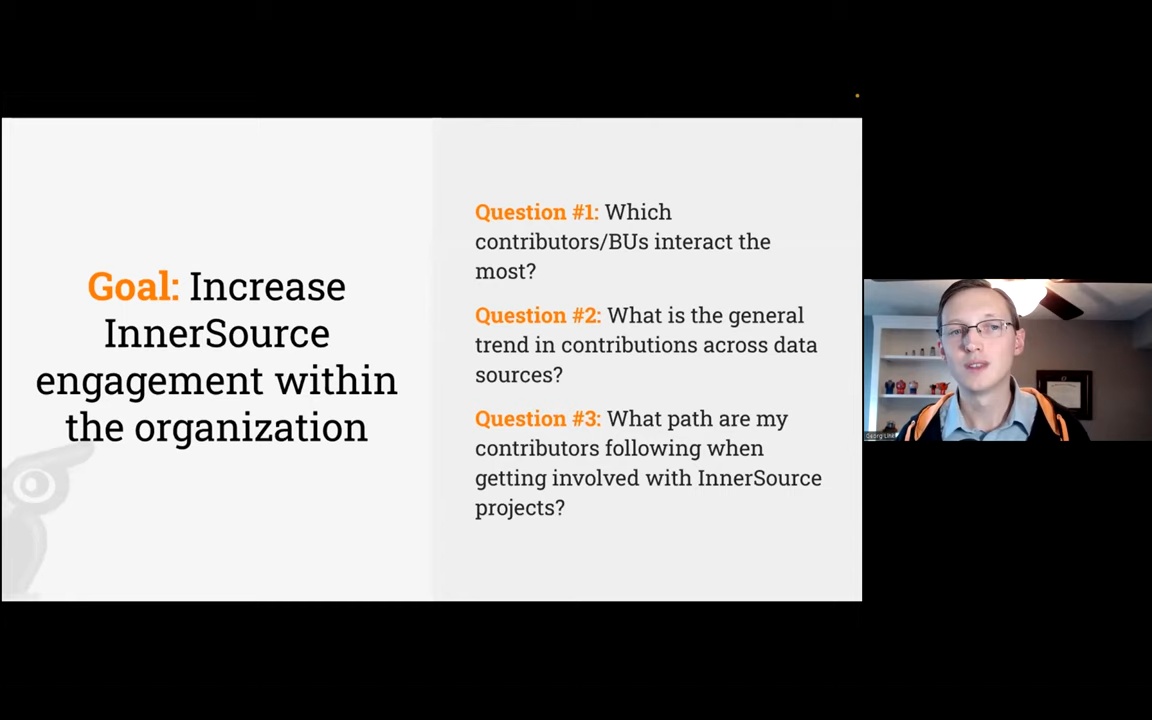 Goal: Increase
InnerSource
engagement within
the organization
Question #1: Which
contributors/BUs interact the
most?
Question #2: What is the general
trend in contributions across data
sources?
Question #3: What path are my
contributors following when
getting involved with InnerSource
projects?